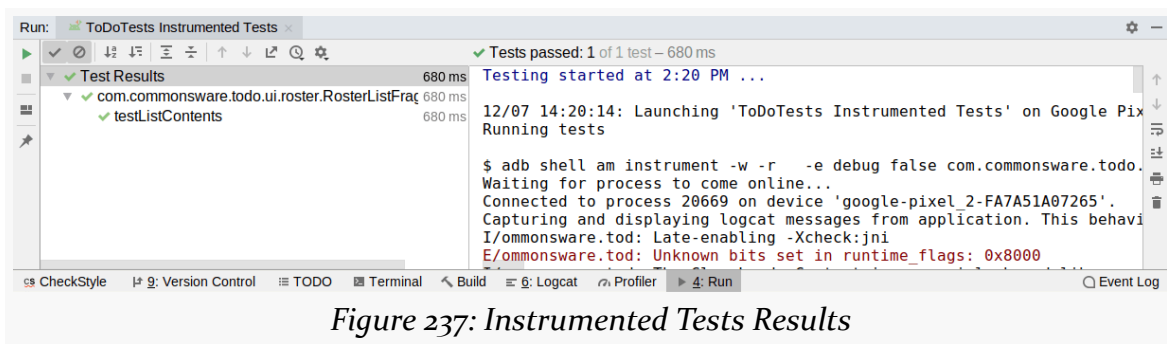 Run: ToDoTests Instrumented Tests
Tests passed: 1 of 1 test – 680 ms
Test Results 680 ms
com.commonsware.todo.ui.roster.RosterListFrag 680 ms
testListContents 680 ms
Testing started at 2:20 PM ...
12/07 14:20:14: Launching 'ToDoTests Instrumented Tests' on Google Pix
Running tests
$ adb shell am instrument -w -r   -e debug false com.commonsware.todo.
Waiting for process to come online...
Connected to process 20669 on device 'google-pixel_2-FA7A51A07265'.
Capturing and displaying logcat messages from application. This behavi
I/ommonsware.tod: Late-enabling -Xcheck:jni
E/ommonsware.tod: Unknown bits set in runtime_flags: 0x8000
CheckStyle 9: Version Control TODO Terminal Build 6: Logcat Profiler 4: Run Event Log
Figure 237: Instrumented Tests Results